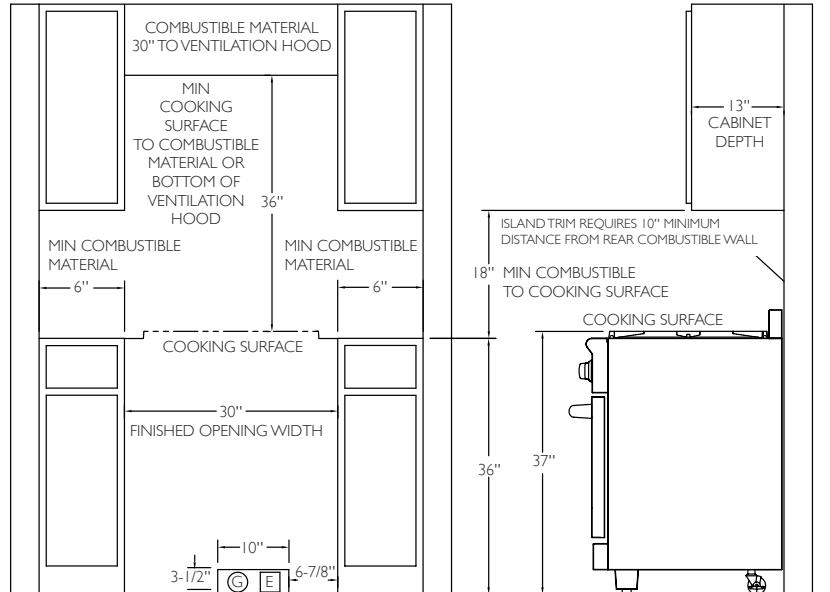 COMBUSTIBLE MATERIAL
30" TO VENTILATION HOOD
MIN
COOKING
SURFACE
TO COMBUSTIBLE
MATERIAL OR
BOTTOM OF
VENTILATION
HOOD
36"
MIN COMBUSTIBLE
MATERIAL
6"
MIN COMBUSTIBLE
MATERIAL
6"
COOKING SURFACE
30"
FINISHED OPENING WIDTH
10"
3-1/2"
G
E
6-7/8"
13"
CABINET
DEPTH
ISLAND TRIM REQUIRES 10" MINIMUM
DISTANCE FROM REAR COMBUSTIBLE WALL
18"
MIN COMBUSTIBLE
TO COOKING SURFACE
COOKING SURFACE
36"
37"